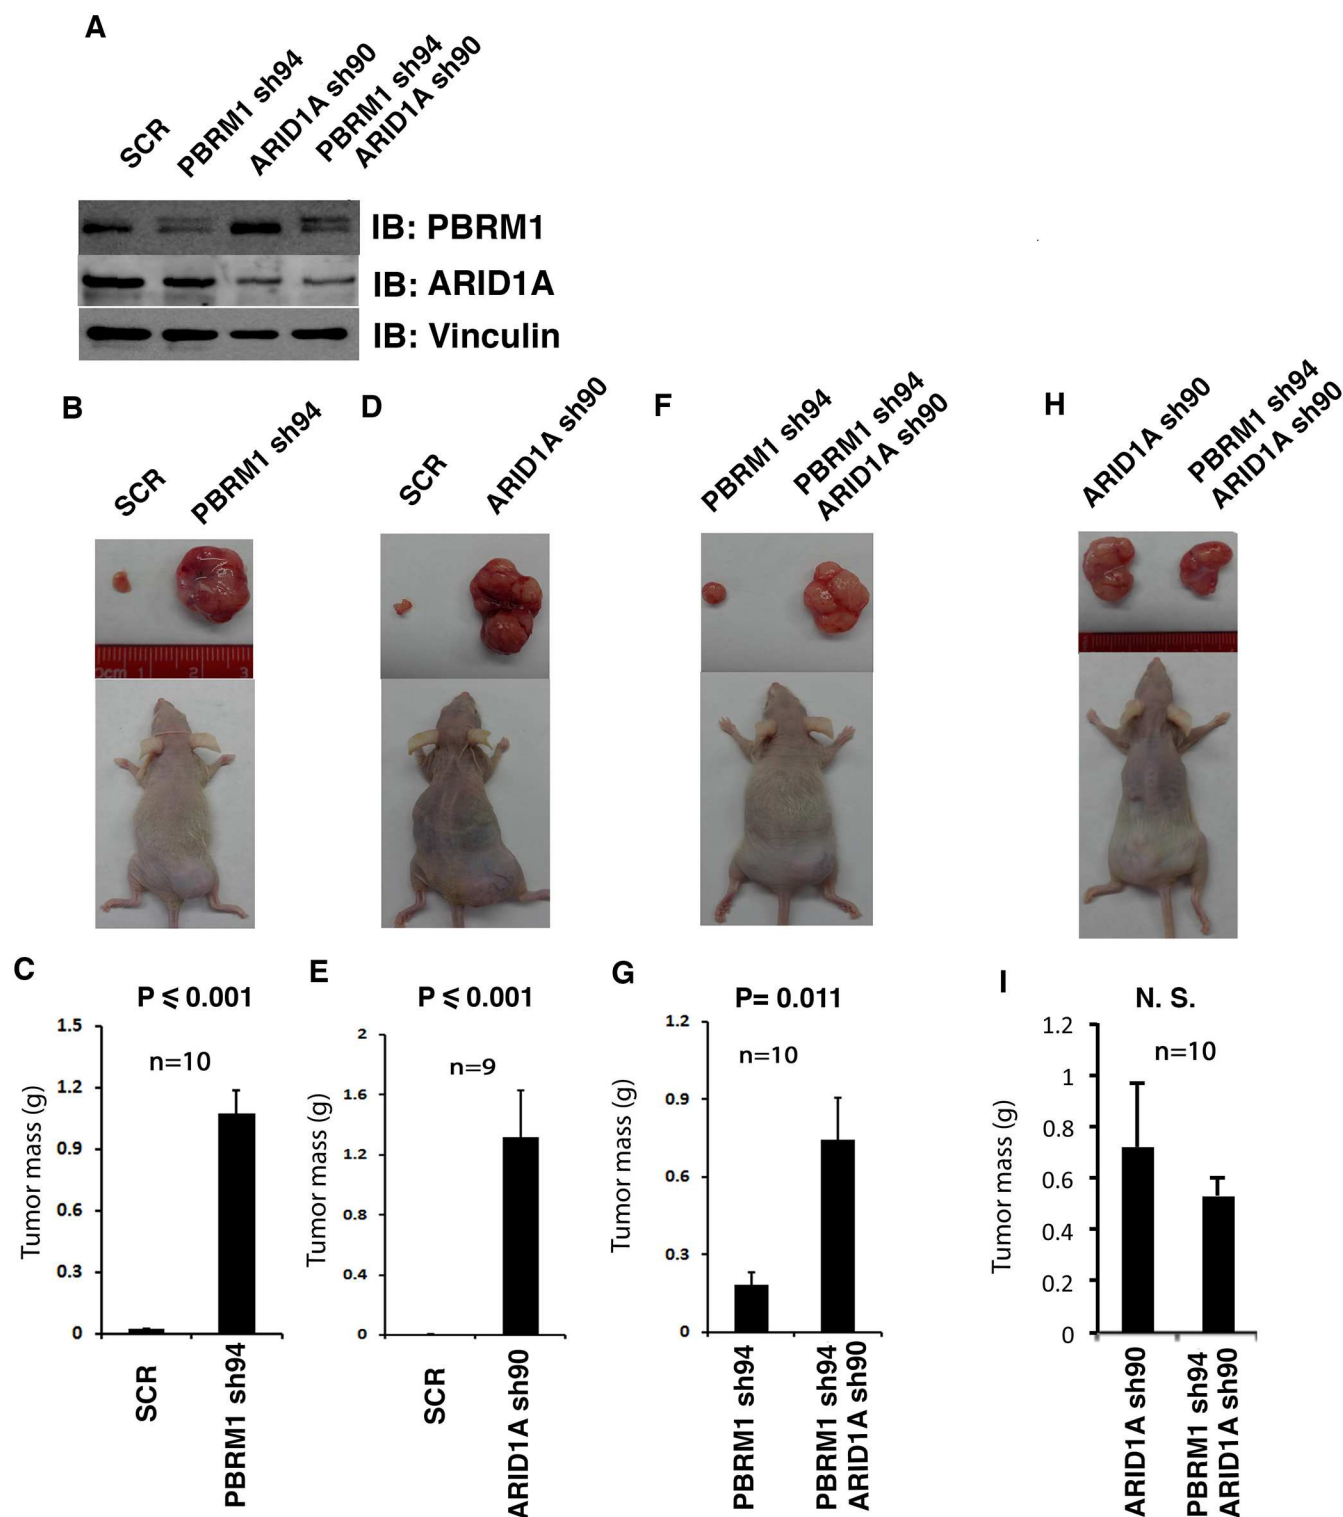 A
SCR
PBRM1 sh94
ARID1A sh90
PBRM1 sh94
ARID1A sh90
IB: PBRM1
IB: ARID1A
IB: Vinculin
B
SCR
PBRM1 sh94
D
SCR
ARID1A sh90
F
PBRM1 sh94
PBRM1 sh94
ARID1A sh90
H
ARID1A sh90
PBRM1 sh94
ARID1A sh90
0cm 1 2 3
C
P ⩽ 0.001
n=10
Tumor mass (g)
1.5
1.2
0.9
0.6
0.3
0
SCR
PBRM1 sh94
E
P ⩽ 0.001
n=9
Tumor mass (g)
2
1.6
1.2
0.8
0.4
0
SCR
ARID1A sh90
G
P= 0.011
n=10
Tumor mass (g)
1.2
0.9
0.6
0.3
0
PBRM1 sh94
PBRM1 sh94
ARID1A sh90
I
N. S.
n=10
Tumor mass (g)
1.2
1
0.8
0.6
0.4
0.2
0
ARID1A sh90
PBRM1 sh94
ARID1A sh90